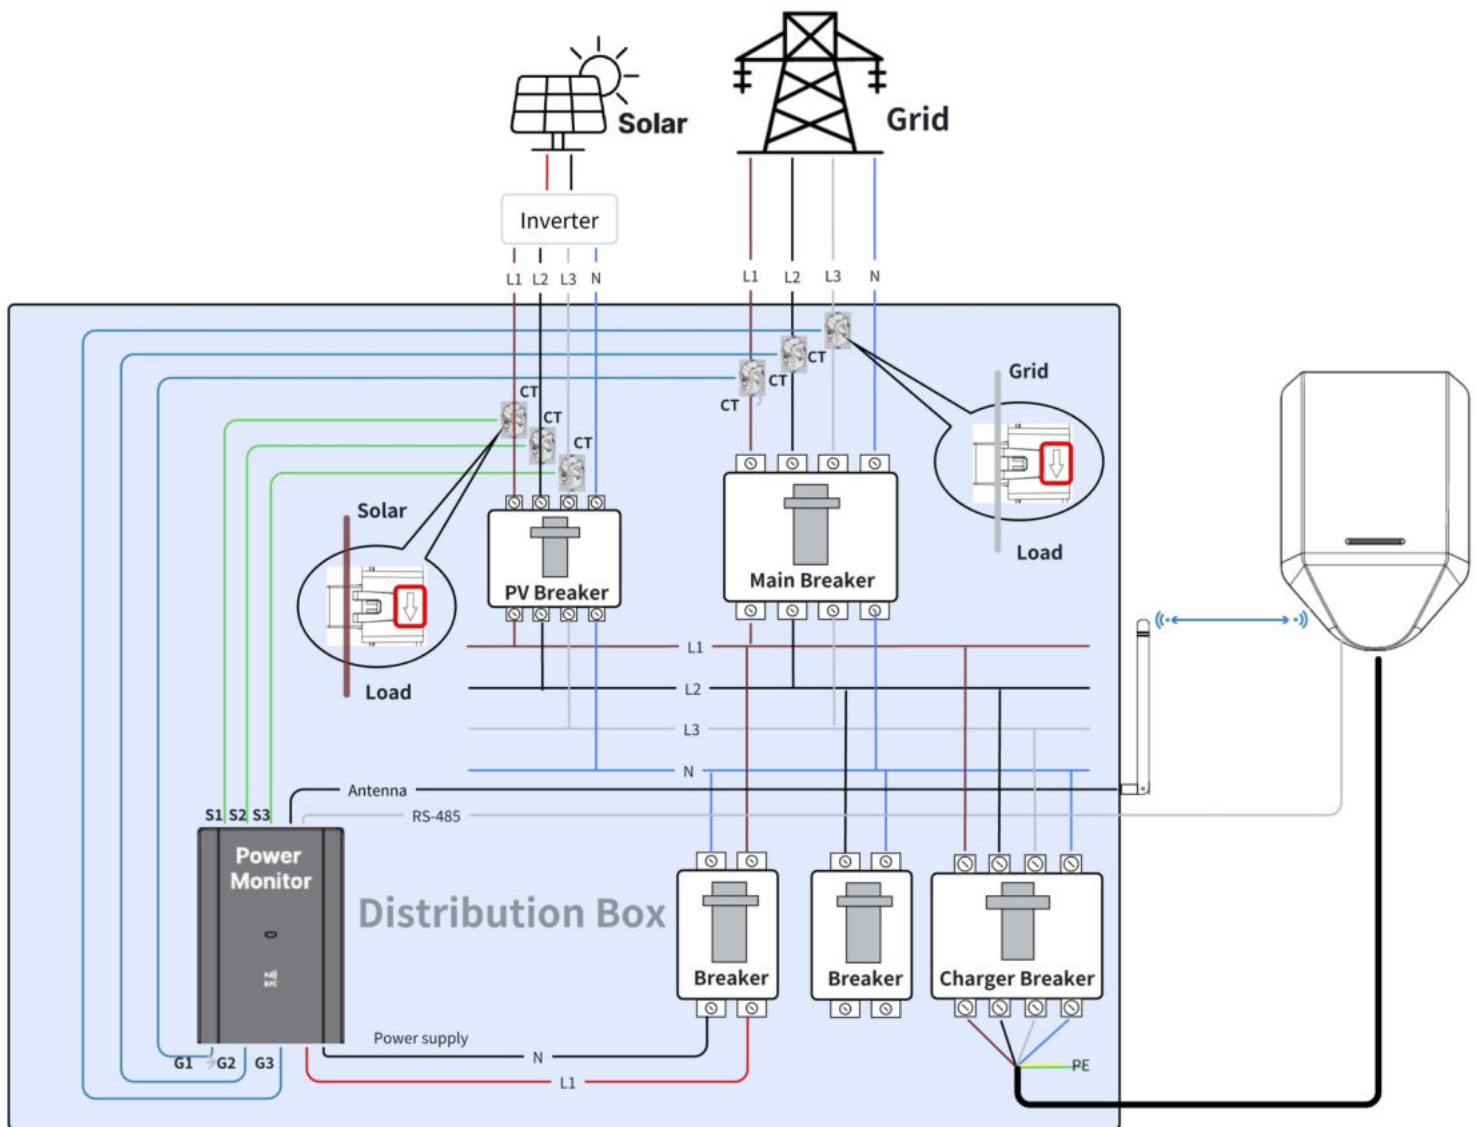 Solar
Grid
Inverter
L1 L2 L3 N
L1 L2 L3 N
CT
CT
CT
CT
CT
CT
CT
Grid
Load
Solar
Load
PV Breaker
Main Breaker
L1
L2
L3
N
Antenna
RS-485
S1 S2 S3
Power
Monitor
Distribution Box
Breaker
Breaker
Charger Breaker
Power supply
G1 G2 G3
N
L1
PE